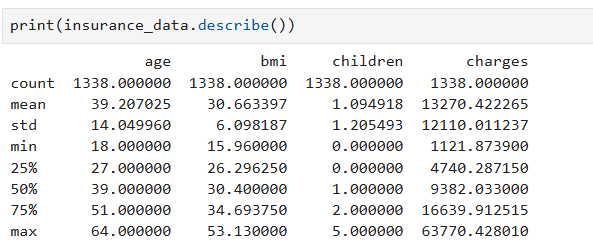 print(insurance_data.describe())
age bmi children charges
count 1338.000000 1338.000000 1338.000000 1338.000000
mean 39.207025 30.663397 1.094918 13270.422265
std 14.049960 6.098187 1.205493 12110.011237
min 18.000000 15.960000 0.000000 1121.873900
25% 27.000000 26.296250 0.000000 4740.287150
50% 39.000000 30.400000 1.000000 9382.033000
75% 51.000000 34.693750 2.000000 16639.912515
max 64.000000 53.130000 5.000000 63770.428010